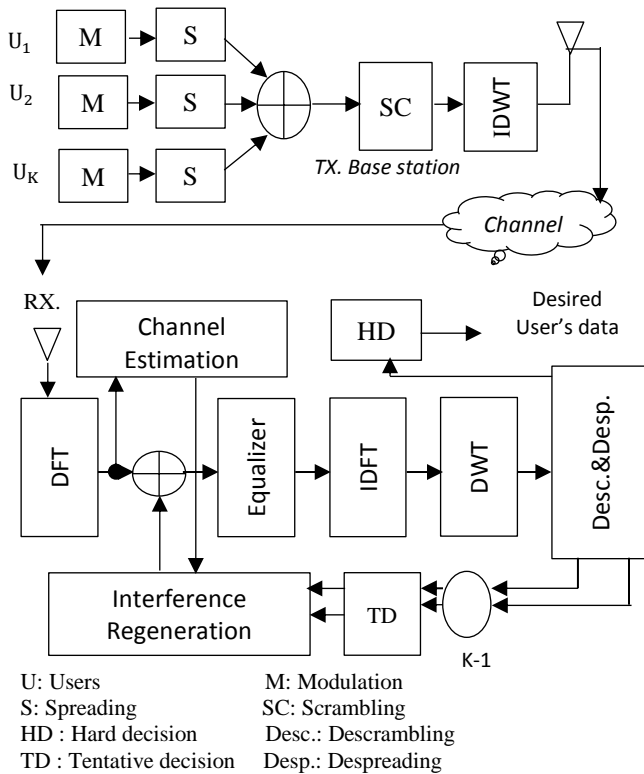 U1 M S
U2 M S
UK M S
SC
IDWT
TX. Base station
Channel
RX.
Channel
Estimation
HD
Desired
User's data
DFT
Equalizer
IDFT
DWT
Desc.&Desp.
Interference
Regeneration
TD
K-1
U: Users M: Modulation
S: Spreading SC: Scrambling
HD : Hard decision Desc.: Descrambling
TD : Tentative decision Desp.: Despreading